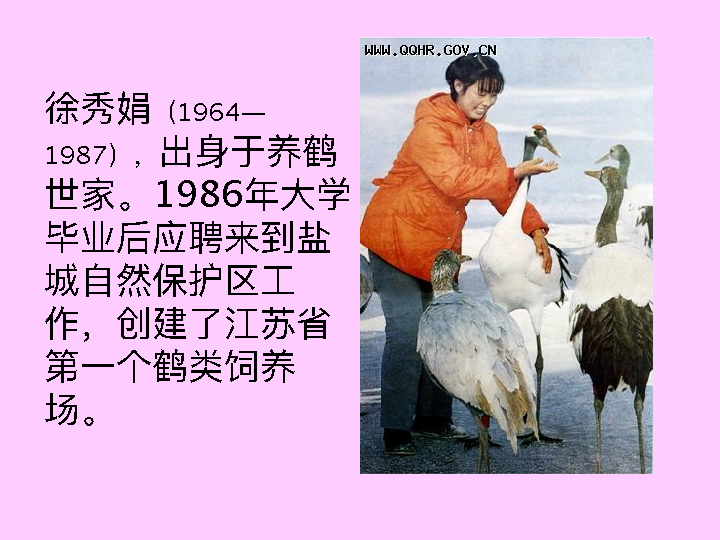 WWW.QQHR.GOV.CN
徐秀娟（1964—
1987），出身于养鹤
世家。1986年大学
毕业后应聘来到盐
城自然保护区工
作，创建了江苏省
第一个鹤类饲养
场。